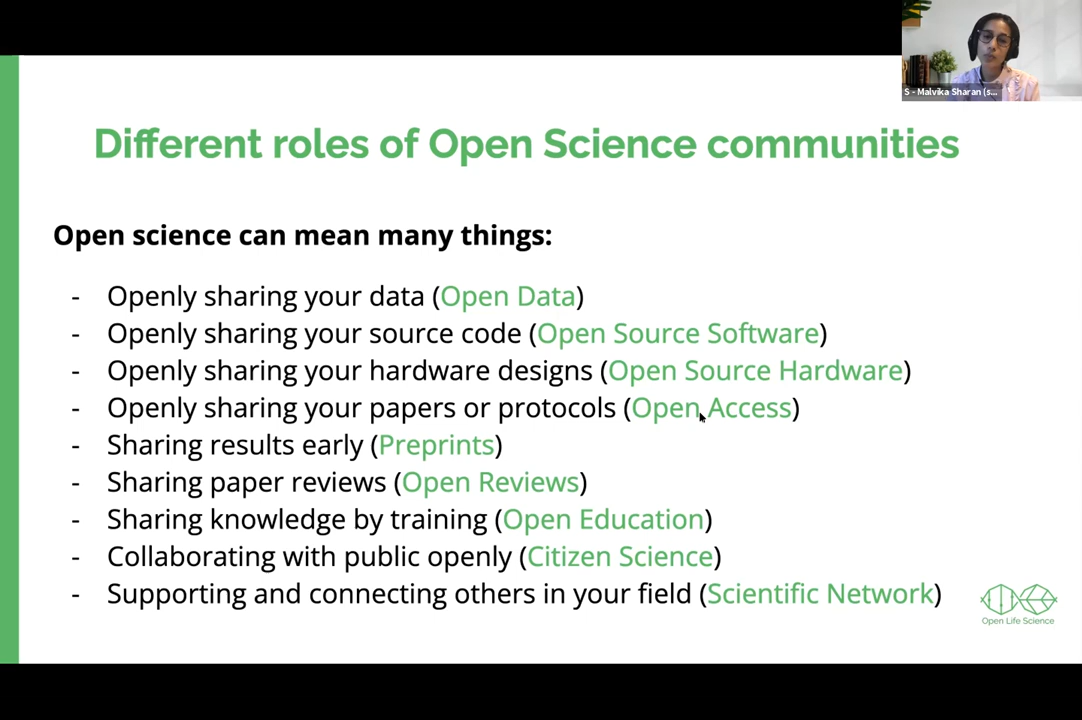 S - Malvika Sharan (s...
Different roles of Open Science communities
Open science can mean many things:
- Openly sharing your data (Open Data)
- Openly sharing your source code (Open Source Software)
- Openly sharing your hardware designs (Open Source Hardware)
- Openly sharing your papers or protocols (Open Access)
- Sharing results early (Preprints)
- Sharing paper reviews (Open Reviews)
- Sharing knowledge by training (Open Education)
- Collaborating with public openly (Citizen Science)
- Supporting and connecting others in your field (Scientific Network)
Open Life Science